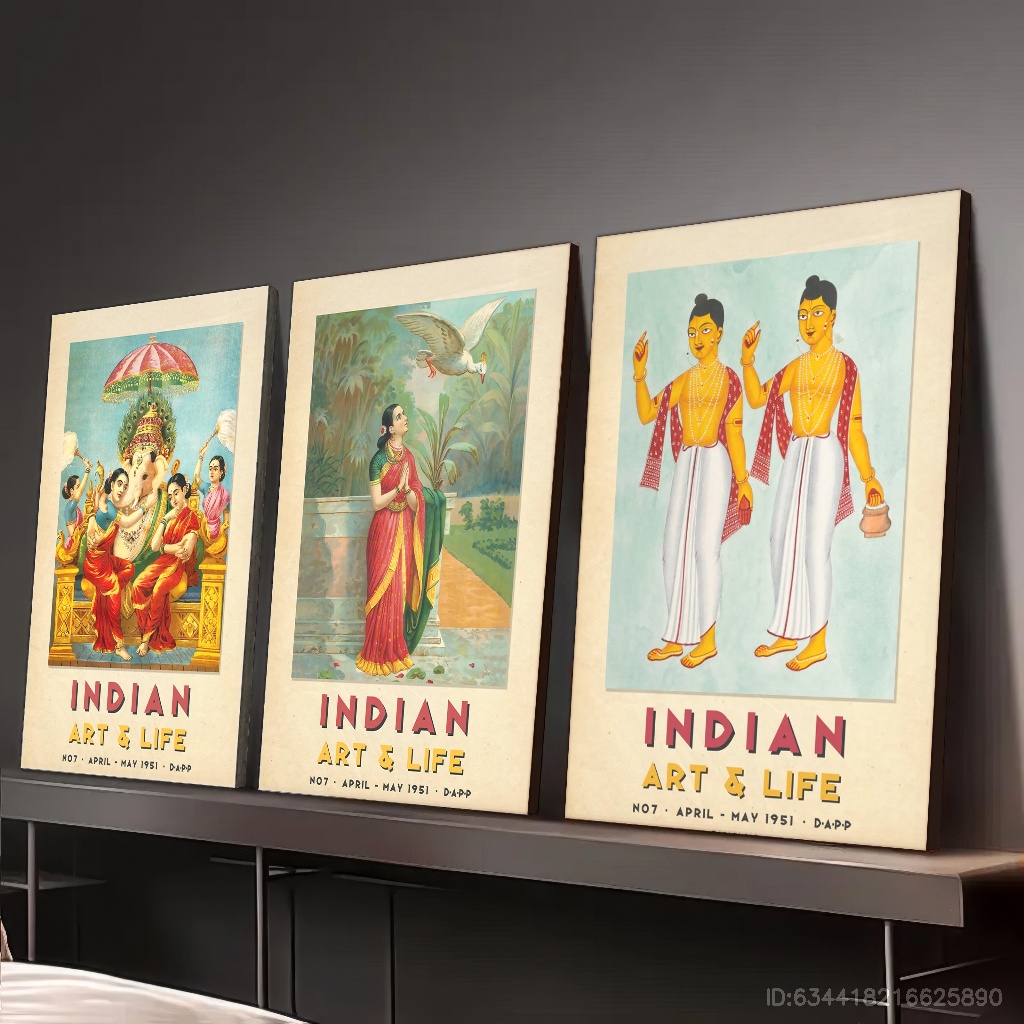 INDIAN
ART & LIFE
NO7 · APRIL - MAY 1951 · D·A·P·P
INDIAN
ART & LIFE
NO7 · APRIL - MAY 1951 · D·A·P·P
INDIAN
ART & LIFE
NO7 · APRIL - MAY 1951 · D·A·P·P
ID:634418216625890